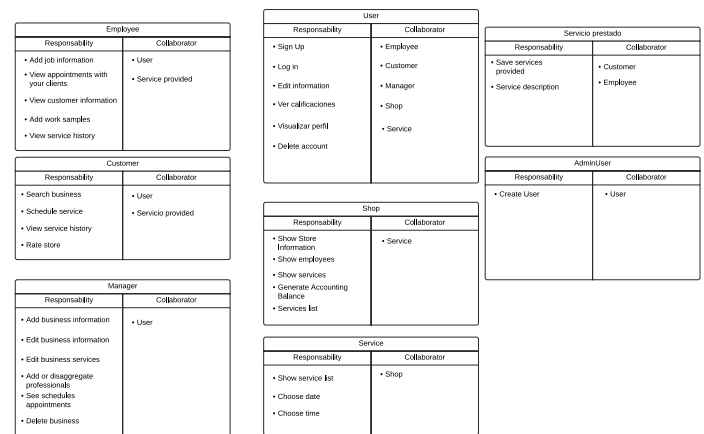 Employee
Responsability
Collaborator
• Add job information
• View appointments with
your clients
• View customer information
• Add work samples
• View service history
• User
• Service provided
Customer
Responsability
Collaborator
• Search business
• Schedule service
• View service history
• Rate store
• User
• Servicio provided
Manager
Responsability
Collaborator
• Add business information
• Edit business information
• Edit business services
• Add or disaggregate
professionals
• See schedules
appointments
• Delete business
• User
User
Responsability
Collaborator
• Sign Up
• Log in
• Edit information
• Ver calificaciones
• Visualizar perfil
• Delete account
• Employee
• Customer
• Manager
• Shop
• Service
Shop
Responsability
Collaborator
• Show Store
Information
• Show employees
• Show services
• Generate Accounting
Balance
• Services list
• Service
Service
Responsability
Collaborator
• Show service list
• Choose date
• Choose time
• Shop
Servicio prestado
Responsability
Collaborator
• Save services
provided
• Service description
• Customer
• Employee
AdminUser
Responsability
Collaborator
• Create User
• User